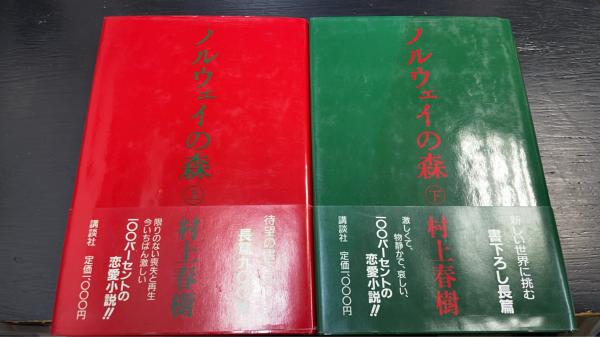 ノルウェイの森 上
村上春樹
待望の
長篇
限りのない喪失と再生
今いちばん激しい
一〇〇パーセントの
恋愛小説!!
講談社 定価一、〇〇〇円
ノルウェイの森 下
村上春樹
しい世界に挑む
書下ろし長篇
激しくて、
物静かで、哀しい、
一〇〇パーセントの
恋愛小説!!
講談社 定価一、〇〇〇円